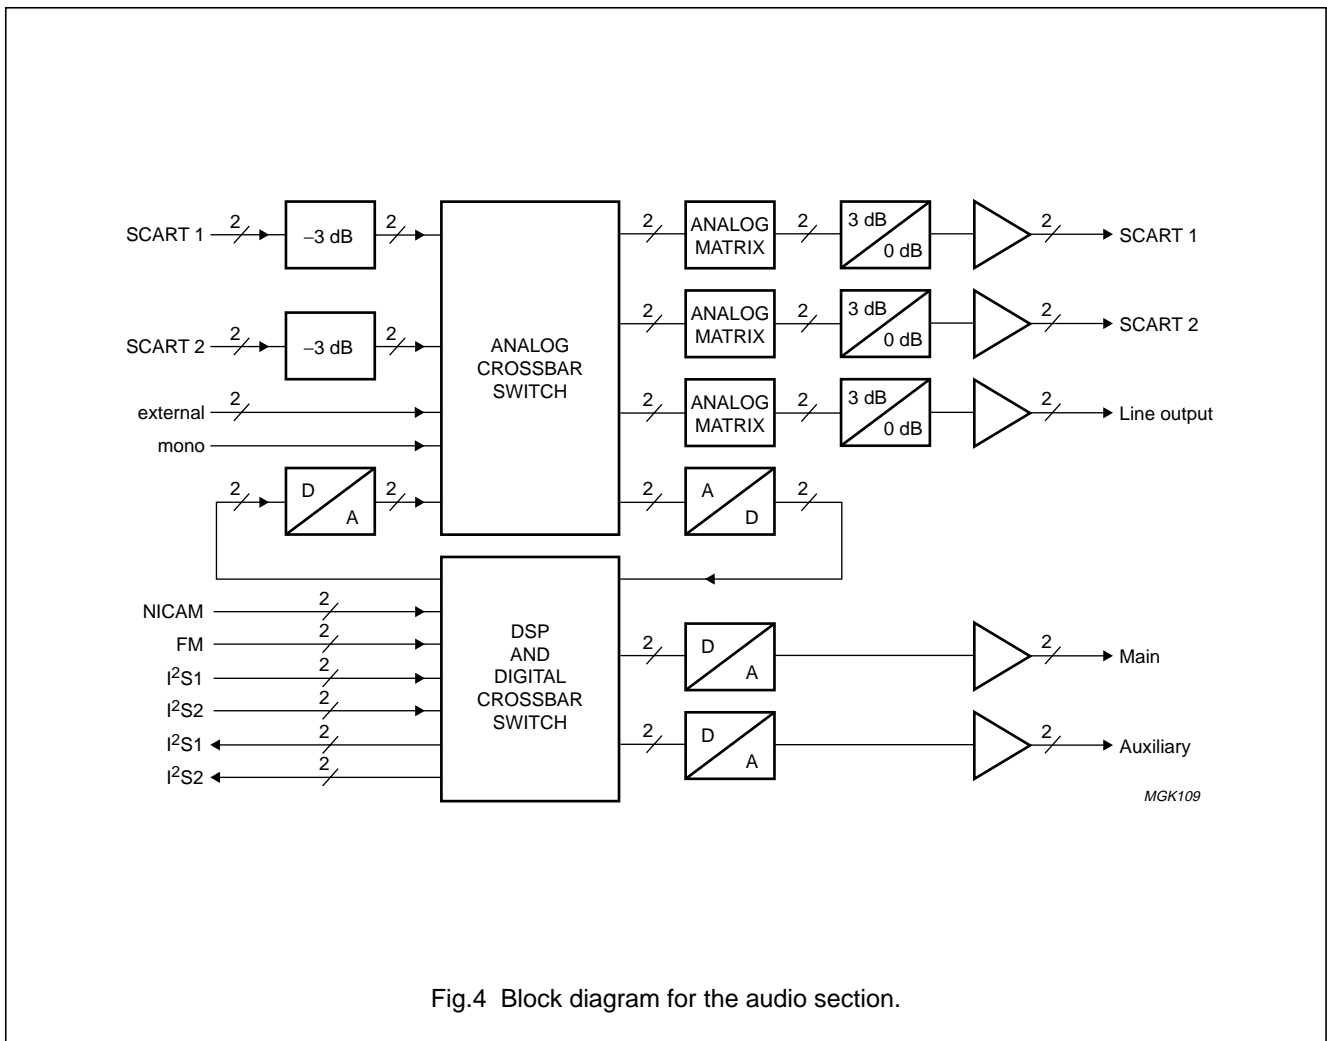 SCART 1
2
−3 dB
2
2
ANALOG
MATRIX
2
3 dB
0 dB
2
SCART 1
SCART 2
2
−3 dB
2
ANALOG
CROSSBAR
SWITCH
2
ANALOG
MATRIX
2
3 dB
0 dB
2
SCART 2
external
2
mono
2
ANALOG
MATRIX
2
3 dB
0 dB
2
Line output
2
D
A
2
2
A
D
2
NICAM
2
FM
2
I²S1
2
I²S2
2
I²S1
2
I²S2
2
DSP
AND
DIGITAL
CROSSBAR
SWITCH
2
D
A
2
Main
2
D
A
2
Auxiliary
MGK109
Fig.4 Block diagram for the audio section.